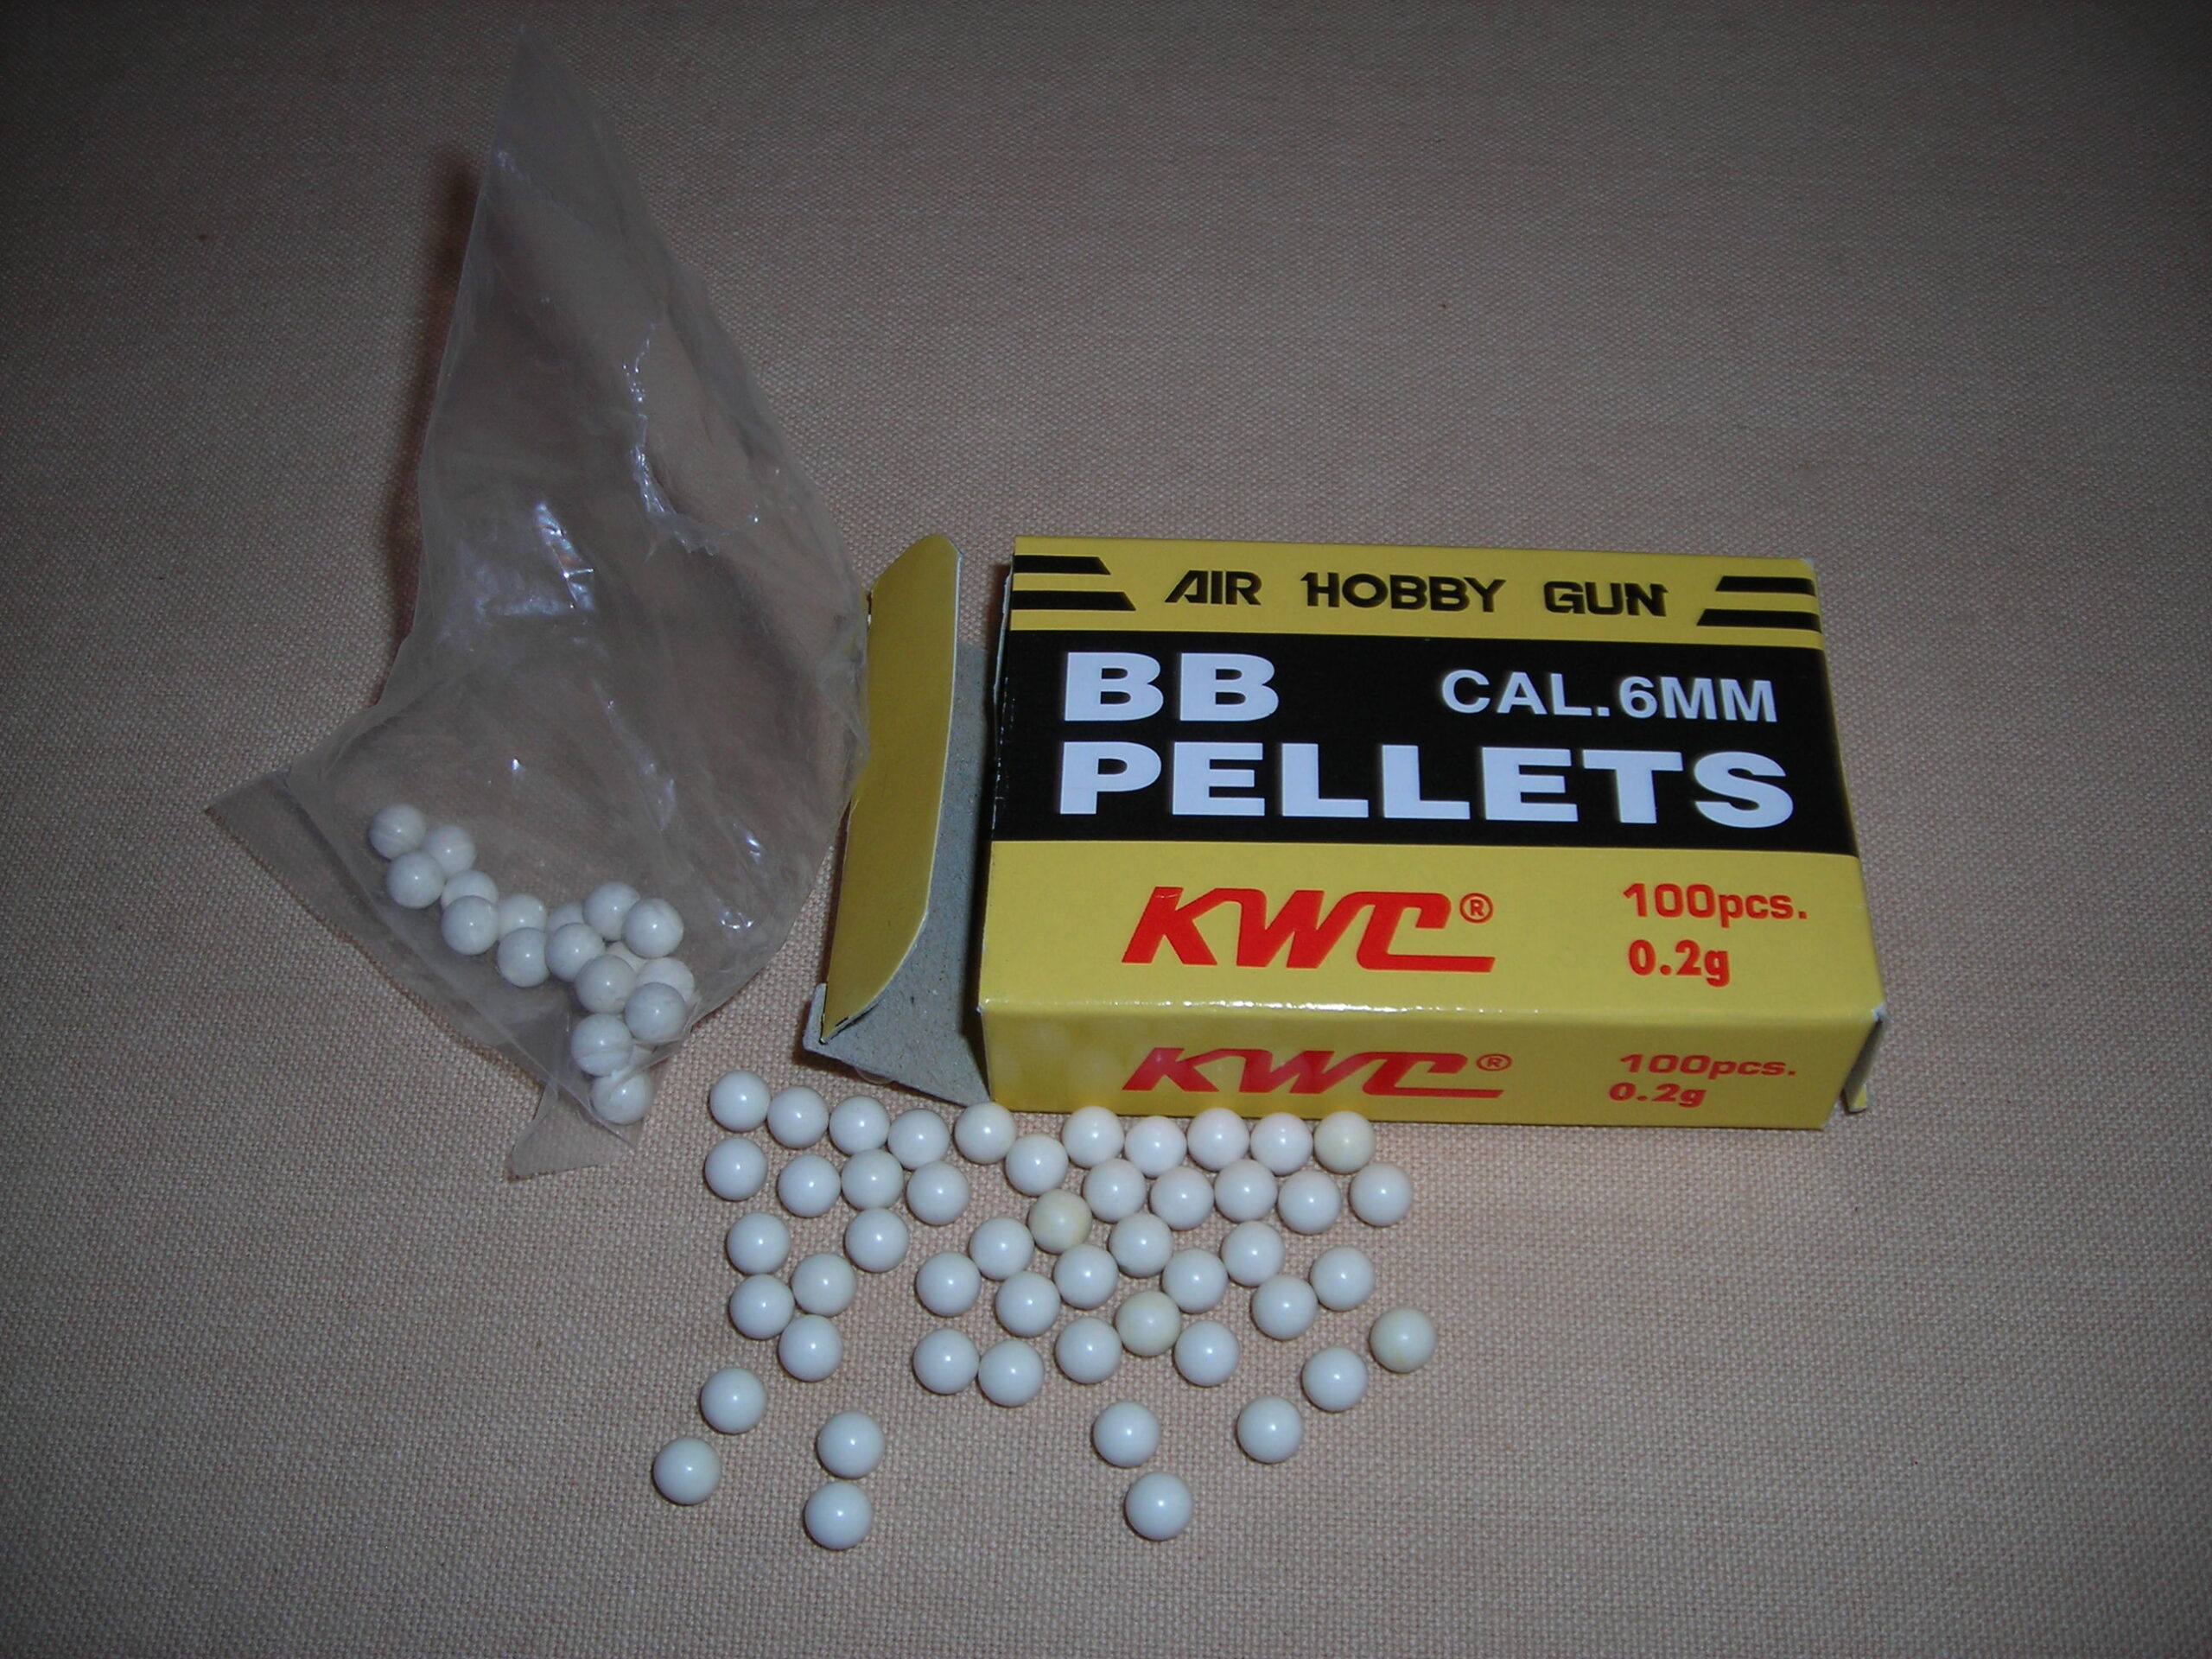 AIR HOBBY GUN
BB CAL.6MM
PELLETS
KWC® 100pcs.
0.2g
KWC® 100pcs.
0.2g